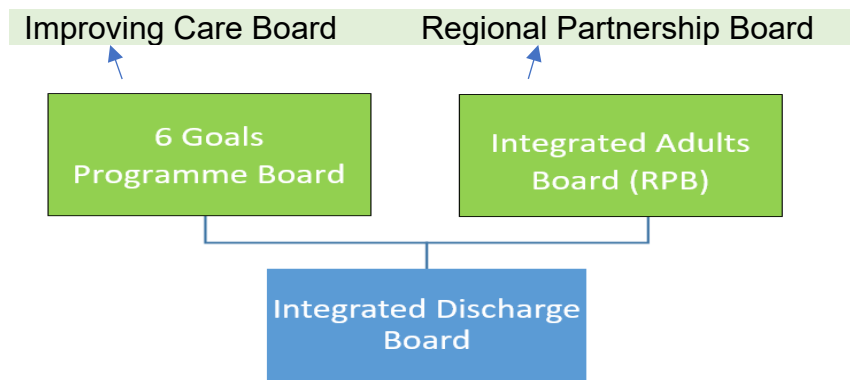 Improving Care Board Regional Partnership Board
6 Goals
Programme Board
Integrated Adults
Board (RPB)
Integrated Discharge
Board